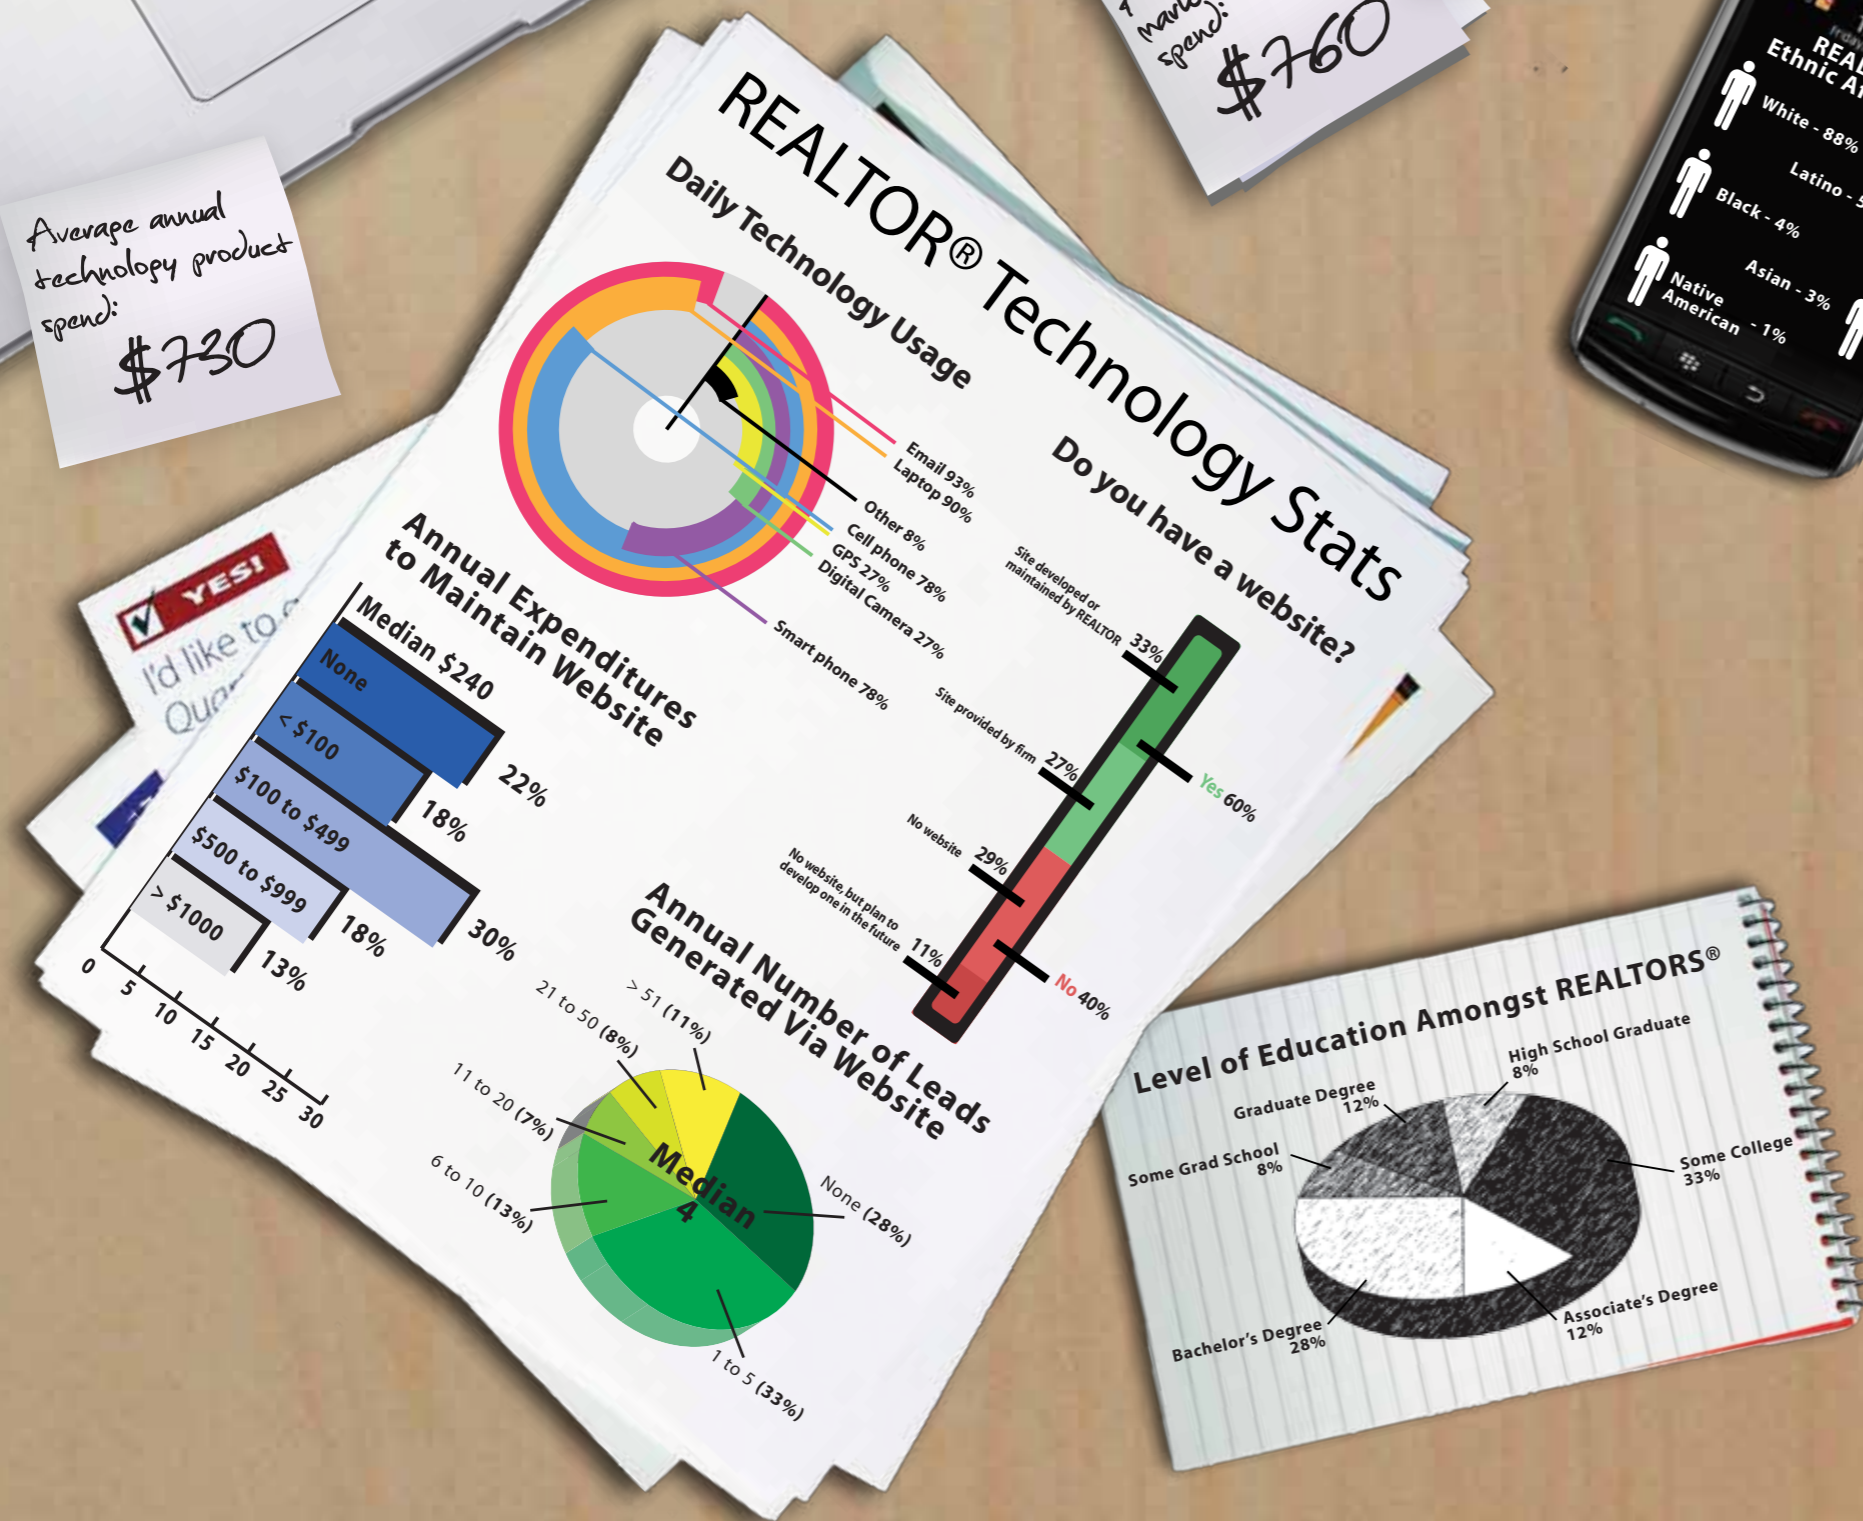 Average annual
technology product
spend:
$730
spend:
$760
White - 88%
Black - 4%
Asian - 3%
Native
American - 1%
YES!
I'd like to
REALTOR® Technology Stats
Daily Technology Usage
Email 93%
Laptop 90%
Other 8%
Cell phone 78%
GPS 27%
Digital Camera 27%
Smart phone 78%
Do you have a website?
Site developed or
maintained by REALTOR
33%
Site provided by firm
27%
No website
29%
No website, but plan to
develop one in the future
11%
Yes 60%
No 40%
Annual Expenditures
to Maintain Website
Median $240
None
22%
< $100
18%
$100 to $499
30%
$500 to $999
18%
> $1000
13%
0
5
10
15
20
25
30
Annual Number of Leads
Generated Via Website
> 51 (11%)
21 to 50 (8%)
11 to 20 (7%)
6 to 10 (13%)
Median
4
None (28%)
1 to 5 (33%)
Level of Education Amongst REALTORS®
High School Graduate
8%
Graduate Degree
12%
Some Grad School
8%
Some College
33%
Associate's Degree
12%
Bachelor's Degree
28%